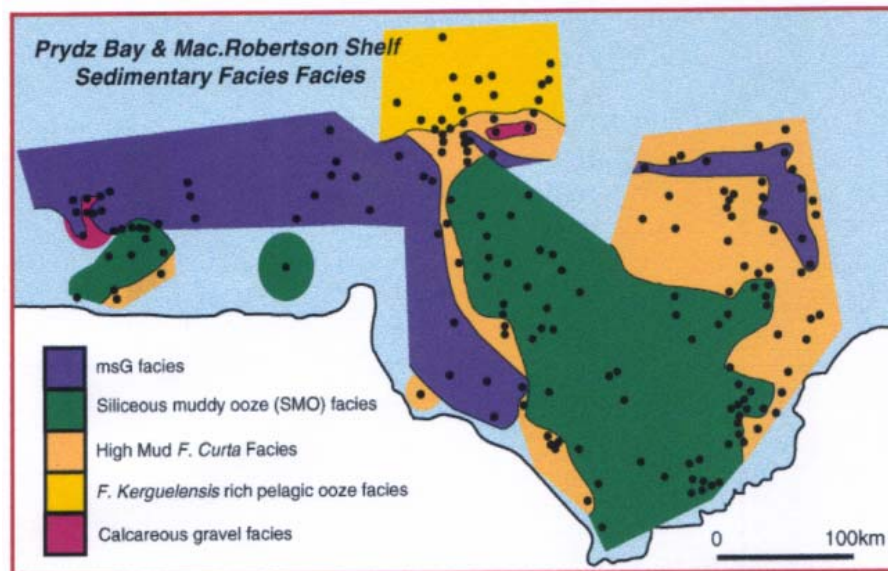 Prydz Bay & Mac.Robertson Shelf
Sedimentary Facies Facies
msG facies
Siliceous muddy ooze (SMO) facies
High Mud F. Curta Facies
F. Kerguelensis rich pelagic ooze facies
Calcareous gravel facies
0 100km